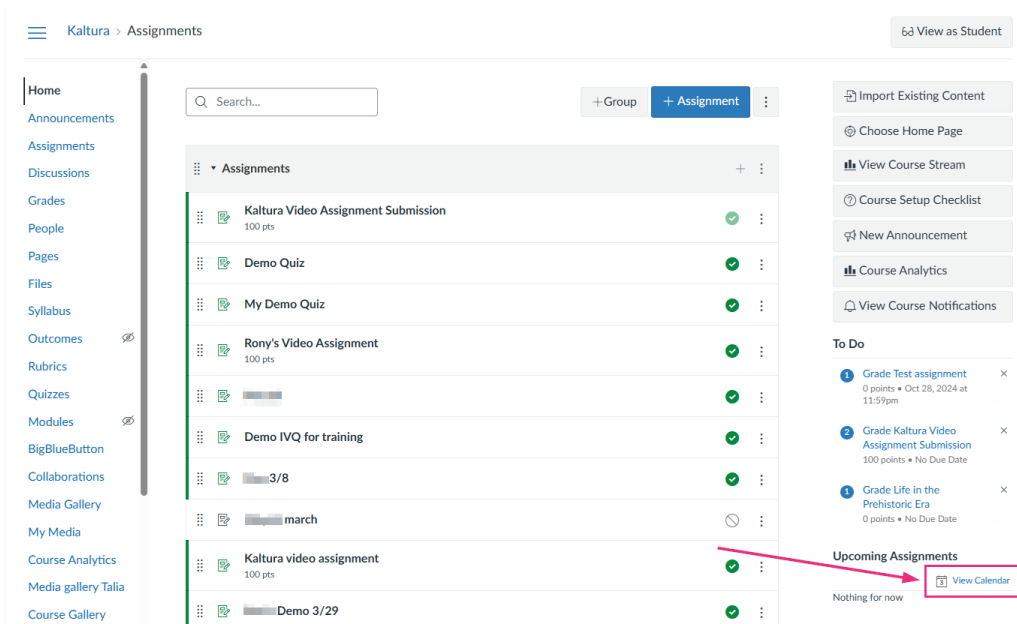 Kaltura > Assignments
View as Student
Home
Announcements
Assignments
Discussions
Grades
People
Pages
Files
Syllabus
Outcomes
Rubrics
Quizzes
Modules
BigBlueButton
Collaborations
Media Gallery
My Media
Course Analytics
Media gallery Talia
Course Gallery
Search...
+Group
+ Assignment
Assignments
Kaltura Video Assignment Submission
100 pts
Demo Quiz
My Demo Quiz
Rony's Video Assignment
100 pts
Demo IVQ for training
3/8
march
Kaltura video assignment
100 pts
Demo 3/29
Import Existing Content
Choose Home Page
View Course Stream
Course Setup Checklist
New Announcement
Course Analytics
View Course Notifications
To Do
1 Grade Test assignment
0 points • Oct 28, 2024 at
11:59pm
2 Grade Kaltura Video
Assignment Submission
100 points • No Due Date
1 Grade Life in the
Prehistoric Era
0 points • No Due Date
Upcoming Assignments
3 View Calendar
Nothing for now